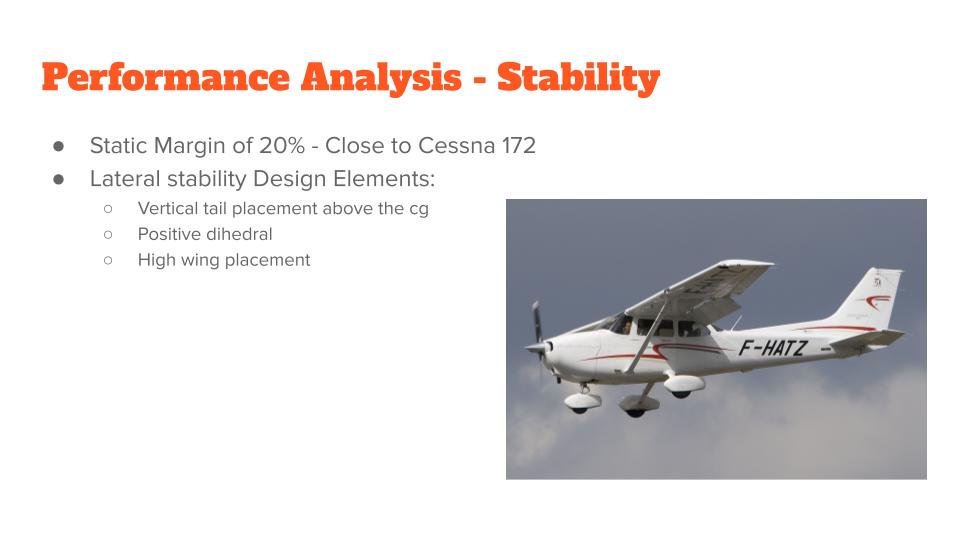 Performance Analysis - Stability
● Static Margin of 20% - Close to Cessna 172
● Lateral stability Design Elements:
○ Vertical tail placement above the cg
○ Positive dihedral
○ High wing placement
F-HATZ